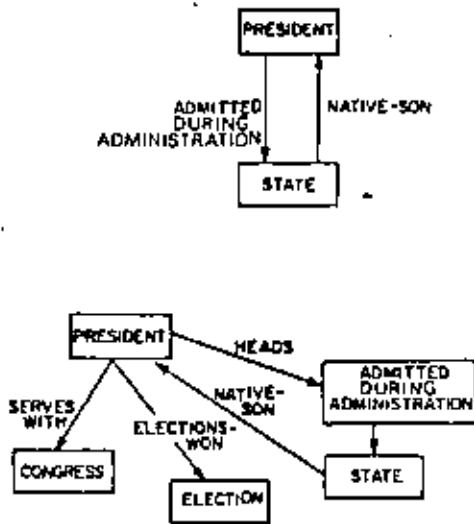 PRESIDENT
ADMITTED
DURING
ADMINISTRATION
NATIVE-SON
STATE
PRESIDENT
HEADS
ADMITTED
DURING
ADMINISTRATION
NATIVE-
SON
SERVES
WITH
ELECTIONS-
WON
CONGRESS
STATE
ELECTION